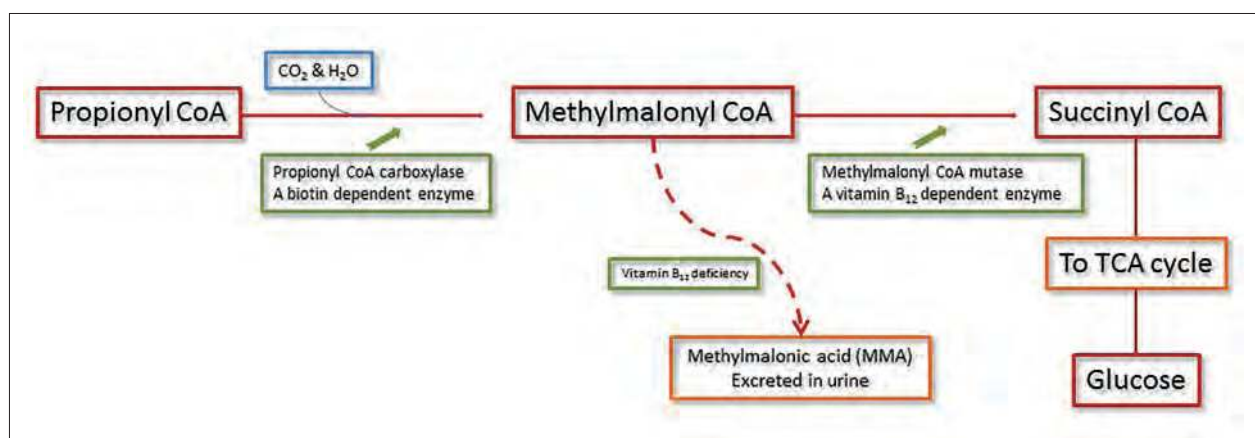 CO₂ & H₂O
Propionyl CoA
Methylmalonyl CoA
Succinyl CoA
Propionyl CoA carboxylase
A biotin dependent enzyme
Methylmalonyl CoA mutase
A vitamin B₁₂ dependent enzyme
To TCA cycle
Vitamin B₁₂ deficiency
Methylmalonic acid (MMA)
Excreted in urine
Glucose